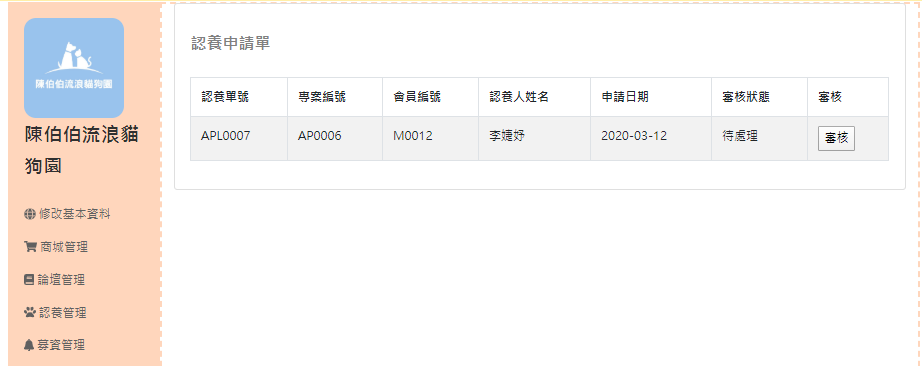 陳伯伯流浪貓狗園
陳伯伯流浪貓
狗園
修改基本資料
商城管理
論壇管理
認養管理
募資管理
認養申請單
認養單號 專案編號 會員編號 認養人姓名 申請日期 審核狀態 審核
APL0007 AP0006 M0012 李婕妤 2020-03-12 待處理 審核